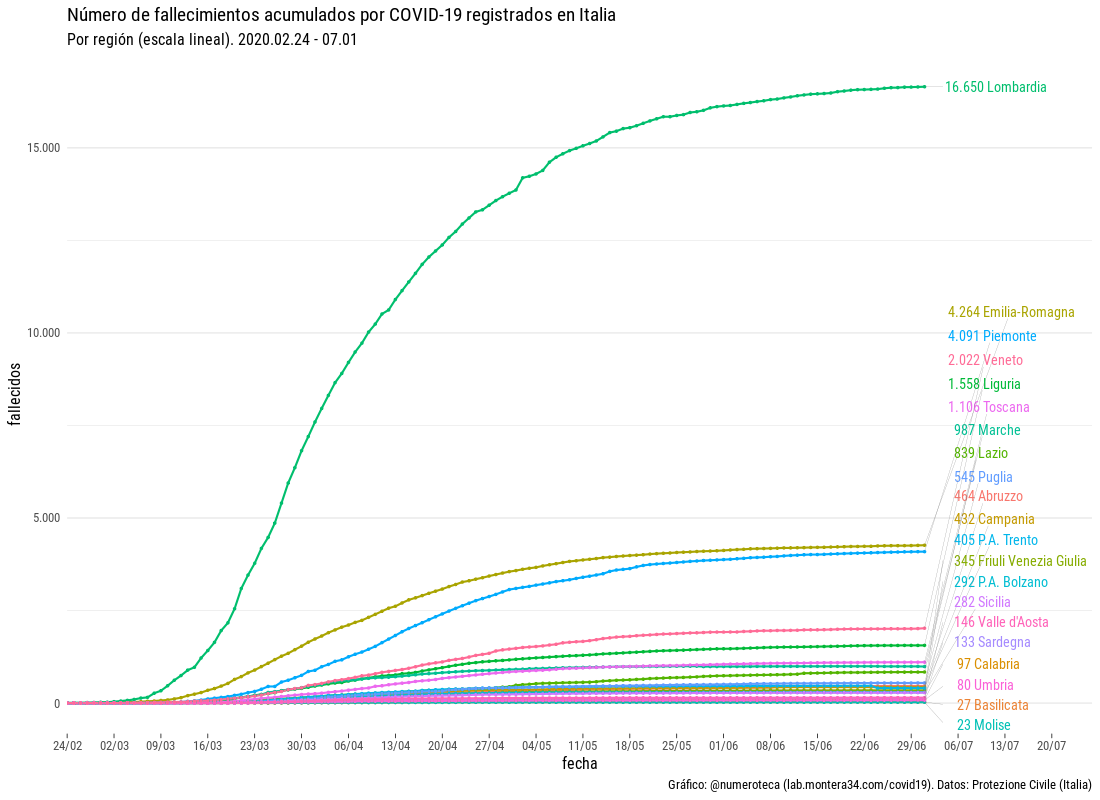 Número de fallecimientos acumulados por COVID-19 registrados en Italia
Por región (escala lineal). 2020.02.24 - 07.01
fallecidos
15.000
10.000
5.000
0
16.650 Lombardia
4.264 Emilia-Romagna
4.091 Piemonte
2.022 Veneto
1.558 Liguria
1.106 Toscana
987 Marche
839 Lazio
545 Puglia
464 Abruzzo
432 Campania
405 P.A. Trento
345 Friuli Venezia Giulia
292 P.A. Bolzano
282 Sicilia
146 Valle d'Aosta
133 Sardegna
97 Calabria
80 Umbria
27 Basilicata
23 Molise
24/02 02/03 09/03 16/03 23/03 30/03 06/04 13/04 20/04 27/04 04/05 11/05 18/05 25/05 01/06 08/06 15/06 22/06 29/06 06/07 13/07 20/07
fecha
Gráfico: @numeroteca (lab.montera34.com/covid19). Datos: Protezione Civile (Italia)